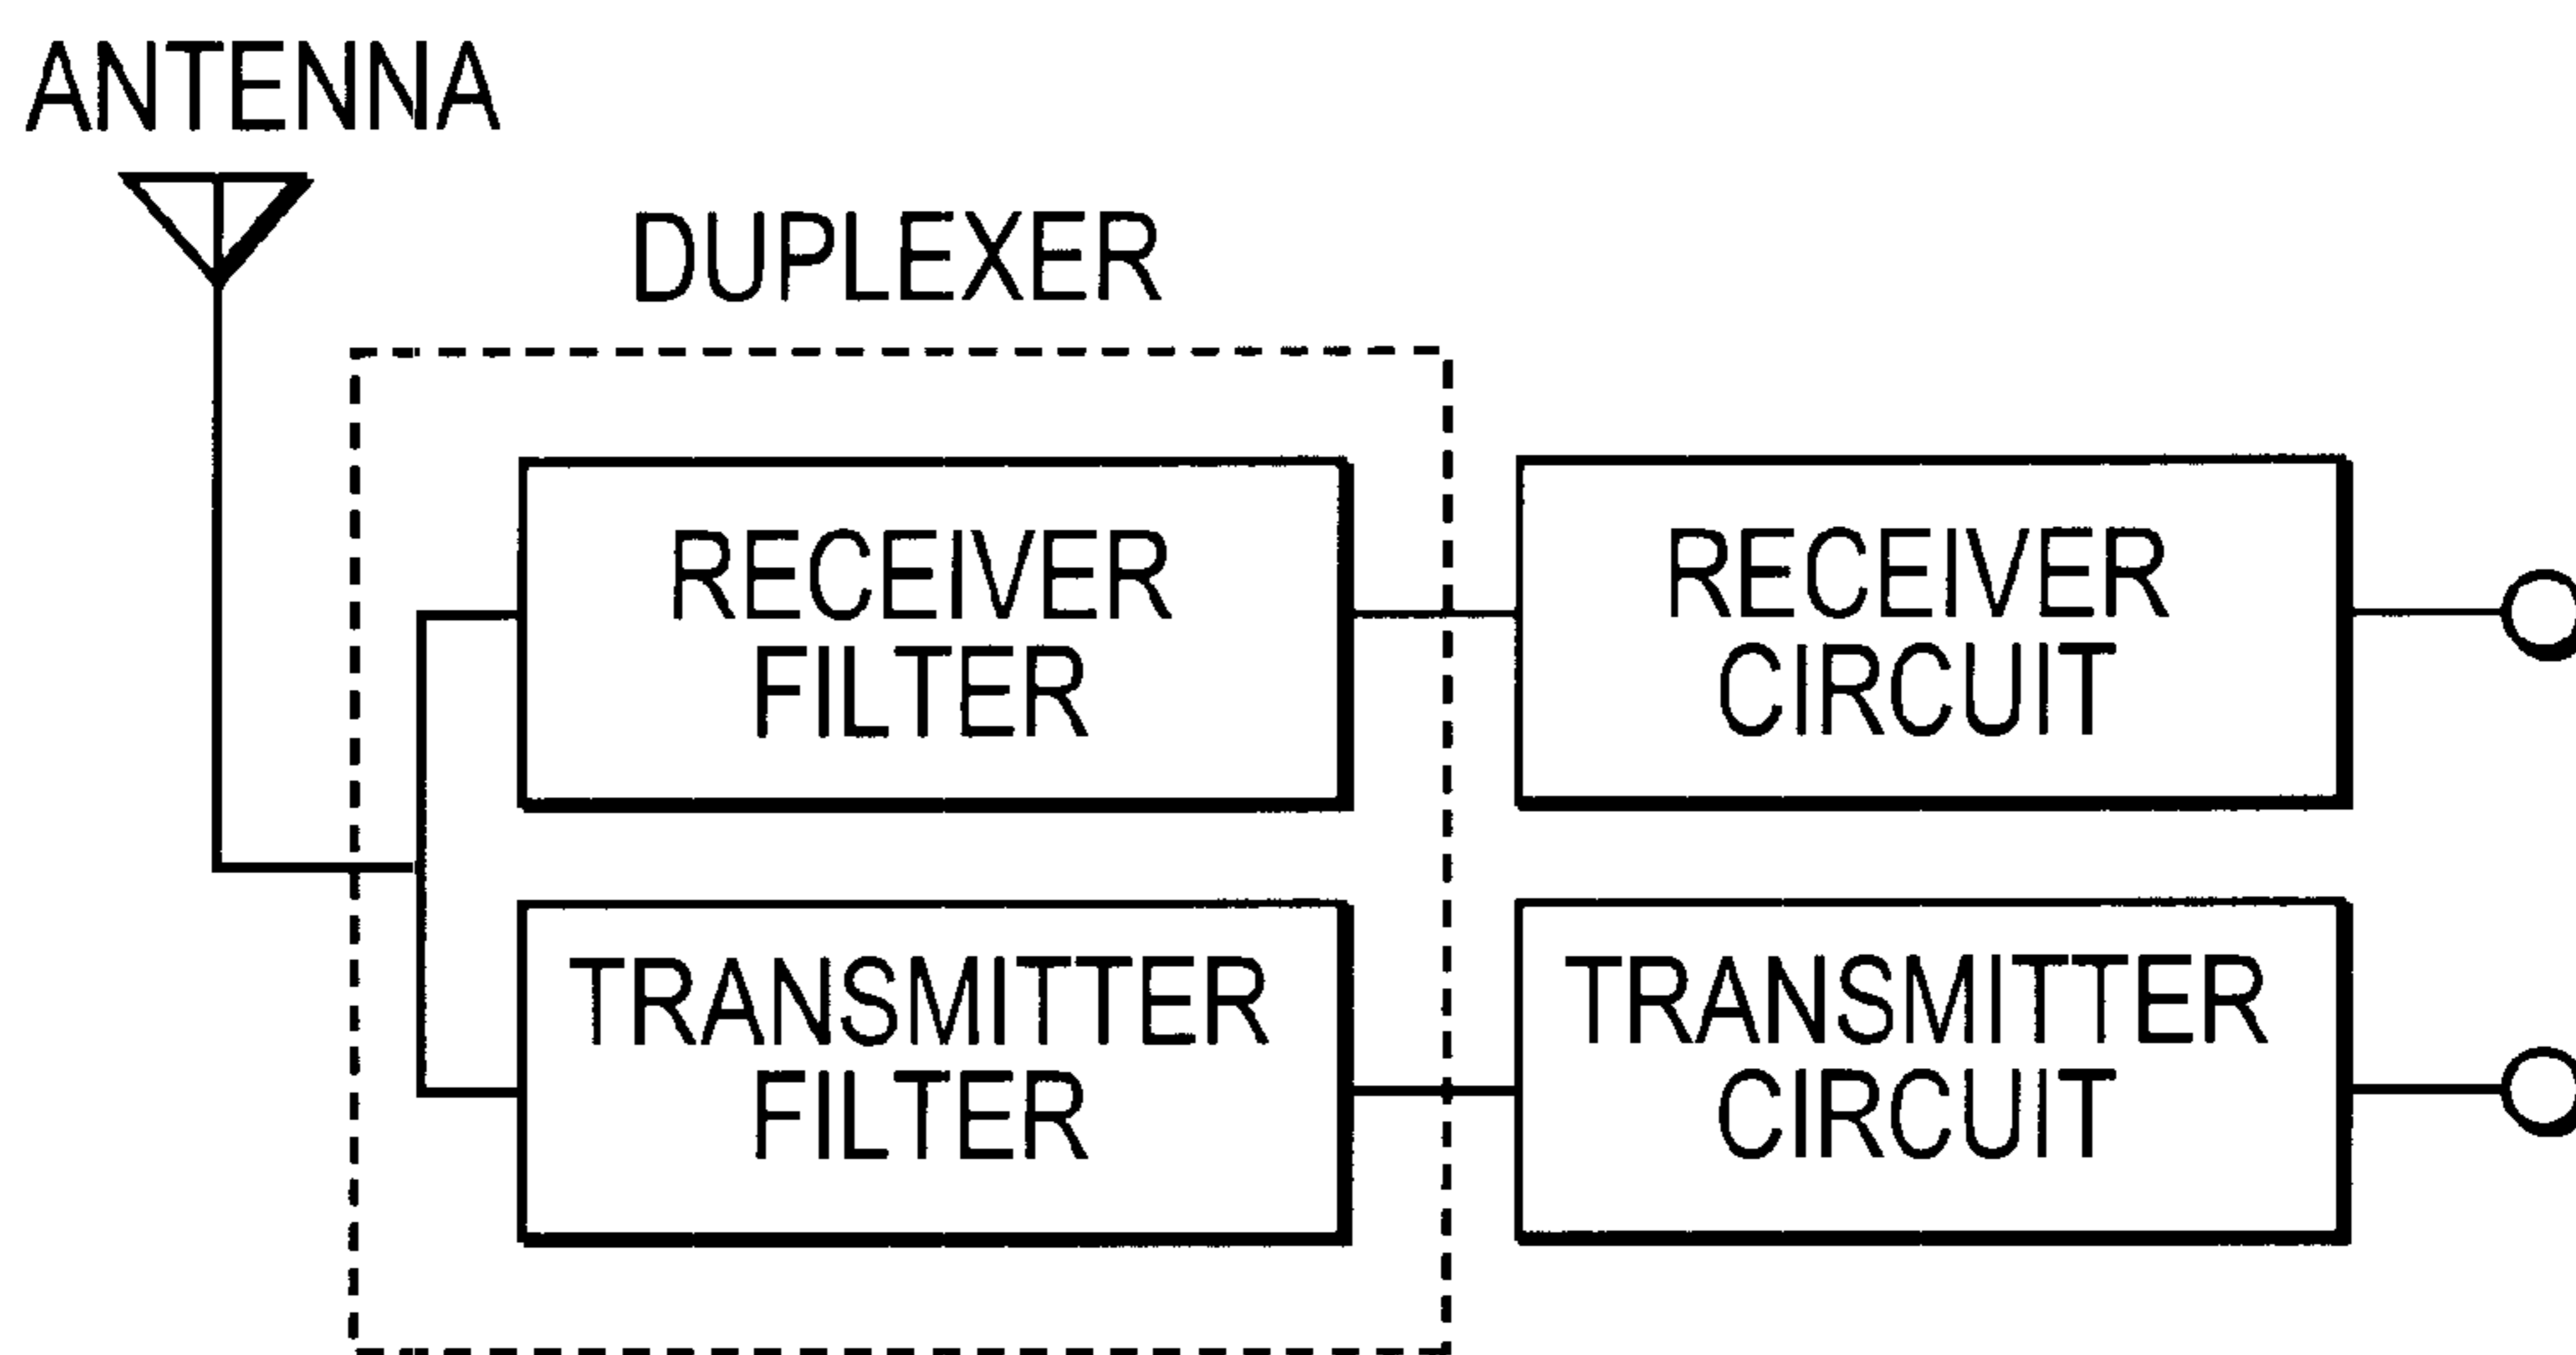 ANTENNA
DUPLEXER
RECEIVER
FILTER
RECEIVER
CIRCUIT
TRANSMITTER
FILTER
TRANSMITTER
CIRCUIT